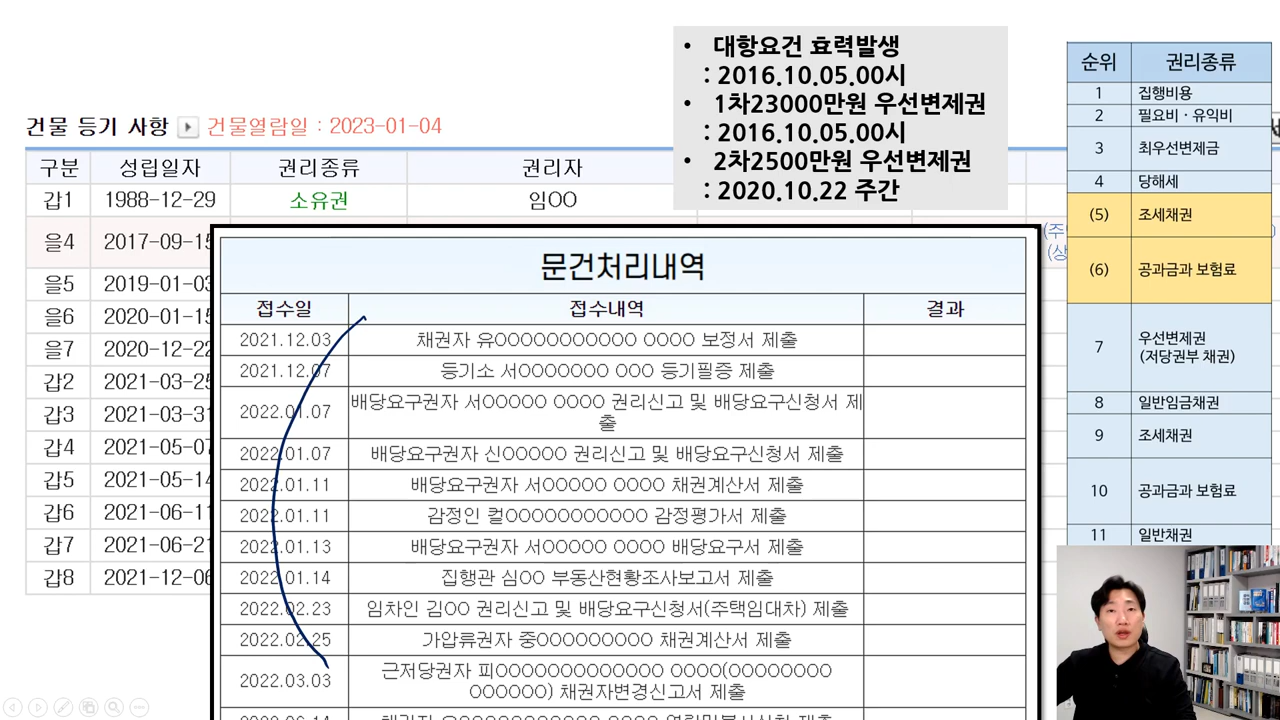 • 대항요건 효력발생
: 2016.10.05.00시
• 1차23000만원 우선변제권
: 2016.10.05.00시
• 2차2500만원 우선변제권
: 2020.10.22 주간
건물 등기 사항 건물열람일 : 2023-01-04
구분 성립일자 권리종류 권리자
갑1 1988-12-29 소유권 임OO
을4 2017-09-15
을5 2019-01-03
을6 2020-01-15
을7 2020-12-22
갑2 2021-03-25
갑3 2021-03-31
갑4 2021-05-07
갑5 2021-05-14
갑6 2021-06-11
갑7 2021-06-21
갑8 2021-12-06
문건처리내역
접수일 접수내역 결과
2021.12.03 채권자 유OOOOOOOOOOO OOOO 보정서 제출
2021.12.07 등기소 서OOOOOOO OOO 등기필증 제출
2022.01.07 배당요구권자 서OOOOO OOOO 권리신고 및 배당요구신청서 제
출
2022.01.07 배당요구권자 신OOOOO 권리신고 및 배당요구신청서 제출
2022.01.11 배당요구권자 서OOOOO OOOO 채권계산서 제출
2022.01.11 감정인 컬OOOOOOOOOOO 감정평가서 제출
2022.01.13 배당요구권자 서OOOOO OOOO 배당요구서 제출
2022.01.14 집행관 심OO 부동산현황조사보고서 제출
2022.02.23 임차인 김OO 권리신고 및 배당요구신청서(주택임대차) 제출
2022.02.25 가압류권자 중OOOOOOOOO 채권계산서 제출
2022.03.03 근저당권자 피OOOOOOOOOOOOO OOOO(OOOOOOOO
OOOOOO) 채권자변경신고서 제출
순위 권리종류
1 집행비용
2 필요비 · 유익비
3 최우선변제금
4 당해세
(5) 조세채권
(6) 공과금과 보험료
7 우선변제권
(저당권부 채권)
8 일반임금채권
9 조세채권
10 공과금과 보험료
11 일반채권